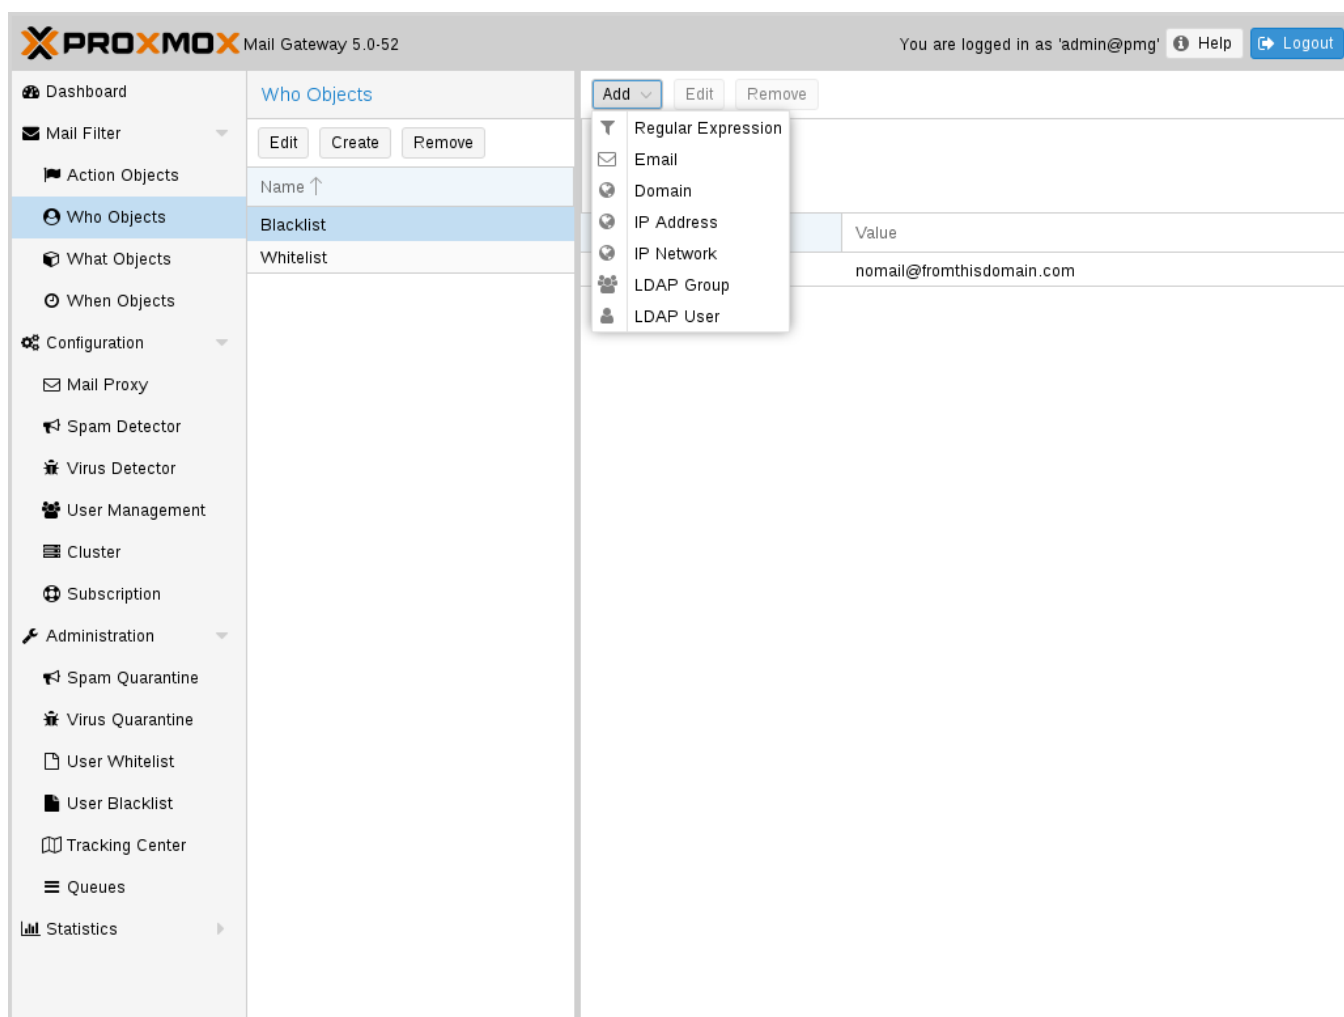 PROXMOX Mail Gateway 5.0-52
You are logged in as 'admin@pmg' Help Logout
Dashboard
Mail Filter
Action Objects
Who Objects
What Objects
When Objects
Configuration
Mail Proxy
Spam Detector
Virus Detector
User Management
Cluster
Subscription
Administration
Spam Quarantine
Virus Quarantine
User Whitelist
User Blacklist
Tracking Center
Queues
Statistics
Who Objects
Edit Create Remove
Name
Blacklist
Whitelist
Add Edit Remove
Regular Expression
Email
Domain
IP Address
IP Network
LDAP Group
LDAP User
Value
nomail@fromthisdomain.com